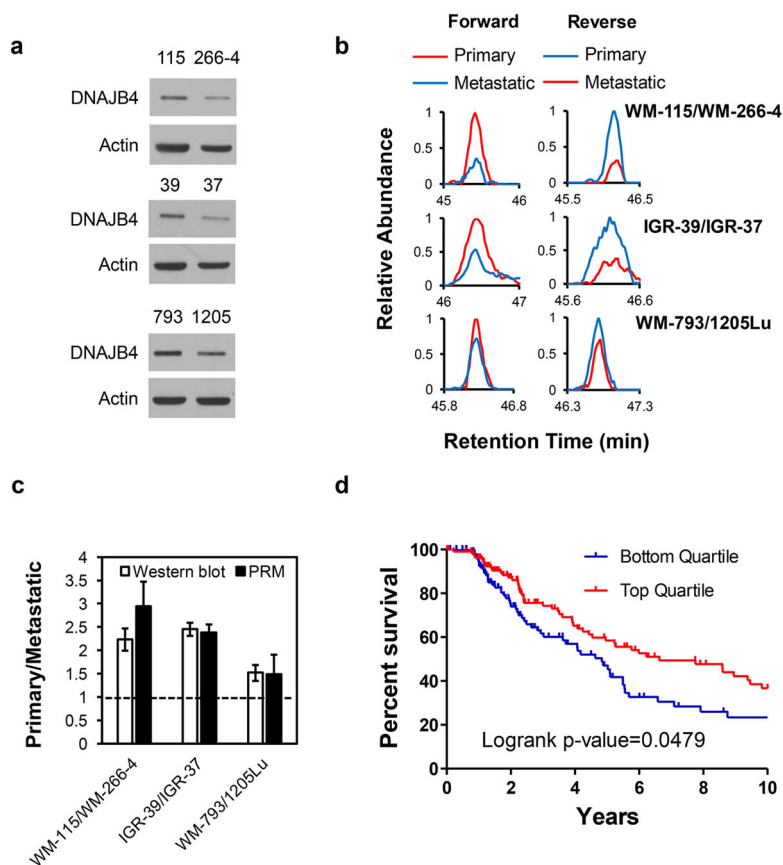 a
115 266-4
DNAJB4
Actin
39 37
DNAJB4
Actin
793 1205
DNAJB4
Actin
b
Forward Reverse
Primary Primary
Metastatic Metastatic
Relative Abundance
WM-115/WM-266-4
1 1
0.5 0.5
0 0
45 46 45.5 46.5
IGR-39/IGR-37
1 1
0.5 0.5
0 0
46 47 45.6 46.6
WM-793/1205Lu
1 1
0.5 0.5
0 0
45.8 46.8 46.3 47.3
Retention Time (min)
c
Primary/Metastatic
Western blot PRM
4
3.5
3
2.5
2
1.5
1
0.5
0
WM-115/WM-266-4
IGR-39/IGR-37
WM-793/1205Lu
d
Percent survival
100
80
60
40
20
0
Bottom Quartile
Top Quartile
Logrank p-value=0.0479
0 2 4 6 8 10
Years